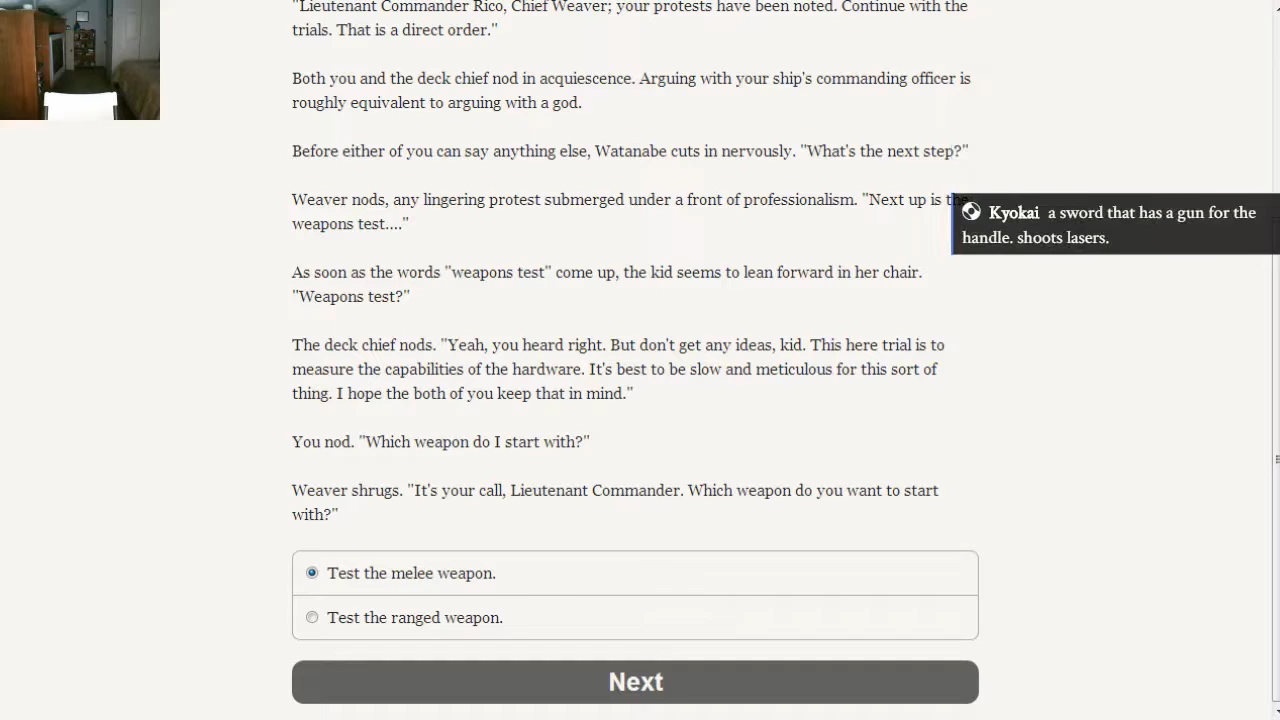 "Lieutenant Commander Rico, Chief Weaver; your protests have been noted. Continue with the
trials. That is a direct order."
Both you and the deck chief nod in acquiescence. Arguing with your ship's commanding officer is
roughly equivalent to arguing with a god.
Before either of you can say anything else, Watanabe cuts in nervously. "What's the next step?"
Weaver nods, any lingering protest submerged under a front of professionalism. "Next up is the
weapons test...."
Kyokai a sword that has a gun for the
handle. shoots lasers.
As soon as the words "weapons test" come up, the kid seems to lean forward in her chair.
"Weapons test?"
The deck chief nods. "Yeah, you heard right. But don't get any ideas, kid. This here trial is to
measure the capabilities of the hardware. It's best to be slow and meticulous for this sort of
thing. I hope the both of you keep that in mind."
You nod. "Which weapon do I start with?"
Weaver shrugs. "It's your call, Lieutenant Commander. Which weapon do you want to start
with?"
Test the melee weapon.
Test the ranged weapon.
Next